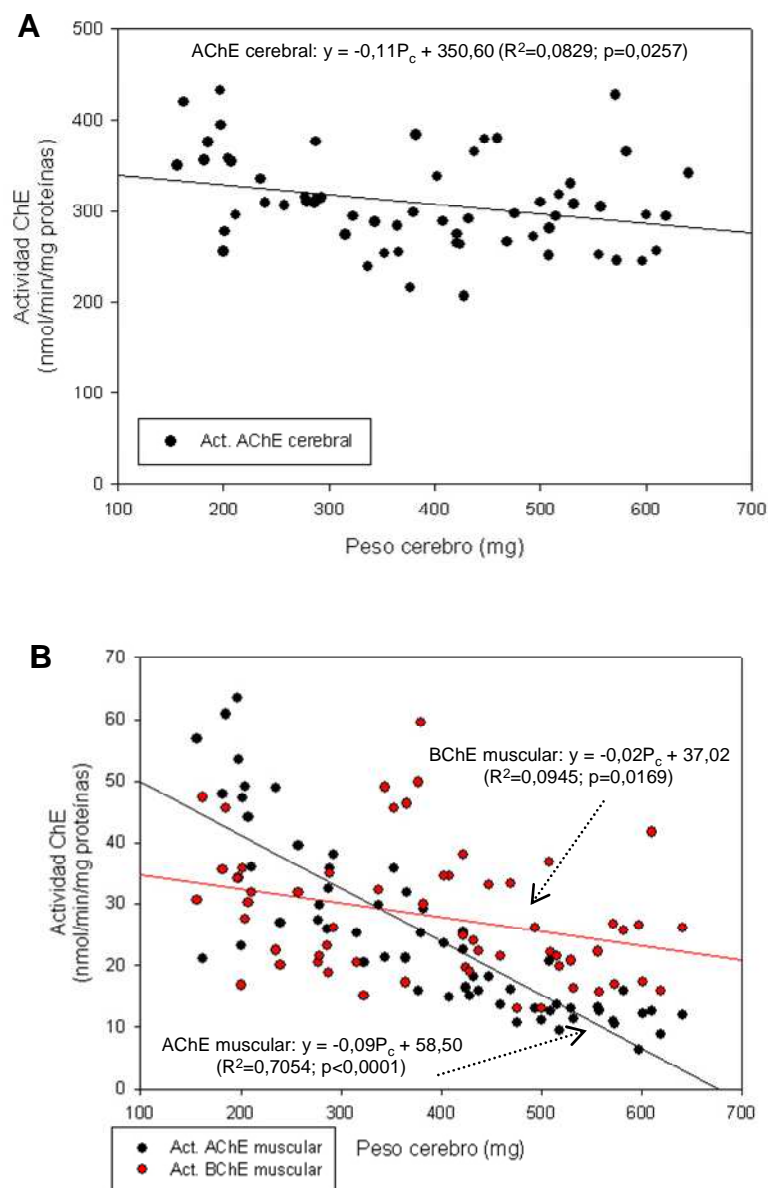 A
AChE cerebral: y = -0,11Pc + 350,60 (R²=0,0829; p=0,0257)
500
400
300
200
100
0
Actividad ChE
(nmol/min/mg proteínas)
Act. AChE cerebral
100 200 300 400 500 600 700
Peso cerebro (mg)
B
70
60
50
40
30
20
10
0
Actividad ChE
(nmol/min/mg proteínas)
BChE muscular: y = -0,02Pc + 37,02
(R²=0,0945; p=0,0169)
AChE muscular: y = -0,09Pc + 58,50
(R²=0,7054; p<0,0001)
100 200 300 400 500 600 700
Act. AChE muscular
Act. BChE muscular
Peso cerebro (mg)